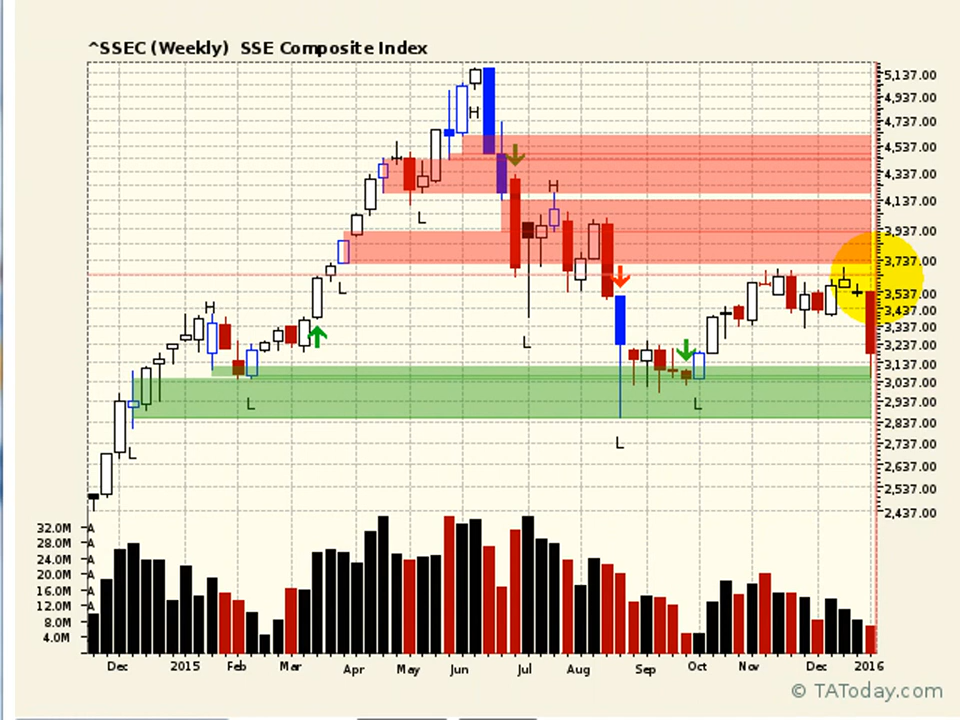 ^SSEC (Weekly)  SSE Composite Index
5,137.00
4,937.00
4,737.00
4,537.00
4,337.00
4,137.00
3,937.00
3,737.00
3,537.00
3,437.00
3,337.00
3,237.00
3,137.00
3,037.00
2,937.00
2,837.00
2,737.00
2,637.00
2,537.00
2,437.00
H
H
L
H
L
H
L
L
L
L
L
32.0M A
28.0M A
24.0M A
20.0M A
16.0M A
12.0M A
8.0M
4.0M
Dec 2015 Feb Mar Apr May Jun Jul Aug Sep Oct Nov Dec 2016
© TAToday.com